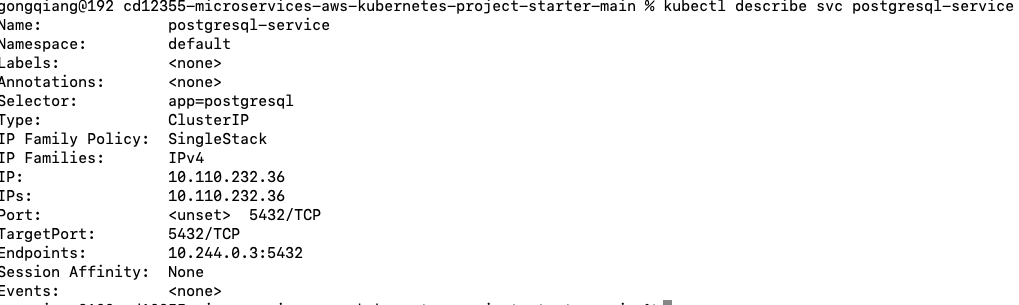 gongqiang@192 cd12355-microservices-aws-kubernetes-project-starter-main % kubectl describe svc postgresql-service
Name:              postgresql-service
Namespace:         default
Labels:            <none>
Annotations:       <none>
Selector:          app=postgresql
Type:              ClusterIP
IP Family Policy:  SingleStack
IP Families:       IPv4
IP:                10.110.232.36
IPs:               10.110.232.36
Port:              <unset>  5432/TCP
TargetPort:        5432/TCP
Endpoints:         10.244.0.3:5432
Session Affinity:  None
Events:            <none>